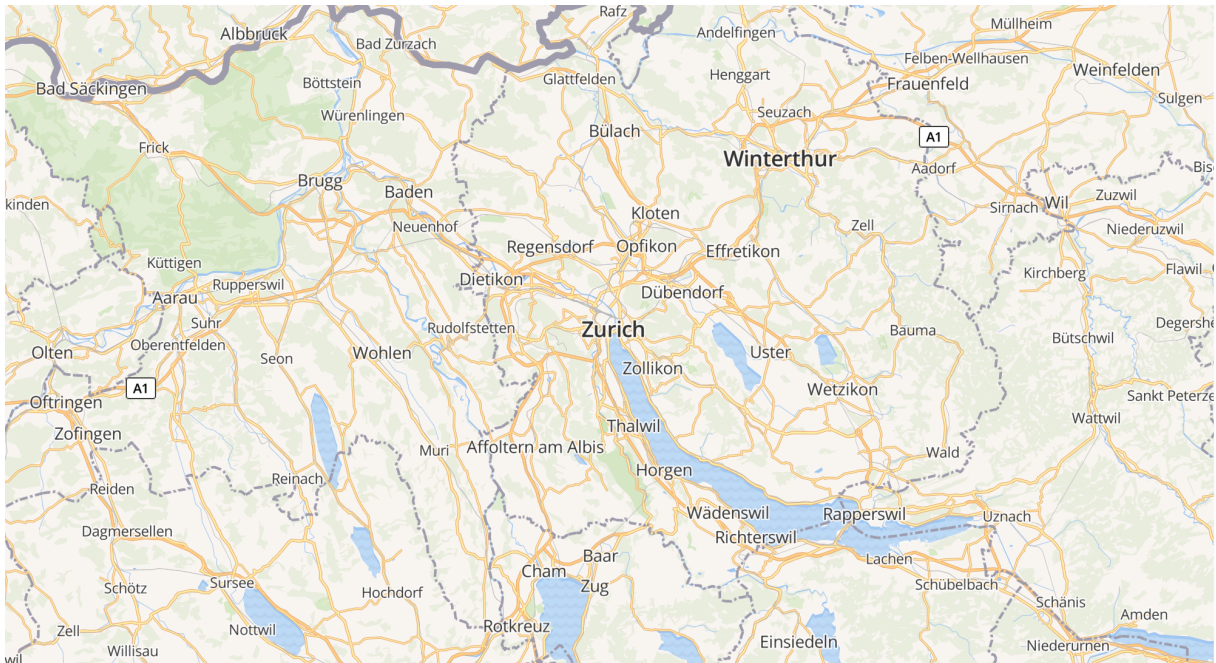 Rafz
Albbruck
Bad Zurzach
Andelfingen
Müllheim
Felben-Wellhausen
Bad Säckingen
Böttstein
Glattfelden
Henggart
Frauenfeld
Weinfelden
Sulgen
Würenlingen
Seuzach
Bülach
A1
Frick
Winterthur
Aadorf
Brugg
Baden
Zuzwil
kinden
Neuenhof
Kloten
Sirnach
Wil
Zell
Niederuzwil
Regensdorf
Opfikon
Effretikon
Küttigen
Kirchberg
Flawil
Dietikon
Rupperswil
Dübendorf
Aarau
Suhr
Rudolfstetten
Zurich
Bauma
Degershe
Oberentfelden
Olten
Seon
Wohlen
Uster
Bütschwil
Zollikon
A1
Wetzikon
Oftringen
Sankt Peterze
Zofingen
Thalwil
Wattwil
Muri
Affoltern am Albis
Wald
Horgen
Reinach
Reiden
Wädenswil
Rapperswil
Uznach
Dagmersellen
Richterswil
Baar
Lachen
Cham
Sursee
Schötz
Zug
Schübelbach
Hochdorf
Schänis
Amden
Zell
Nottwil
Rotkreuz
Einsiedeln
Niederurnen
Willisau
wil